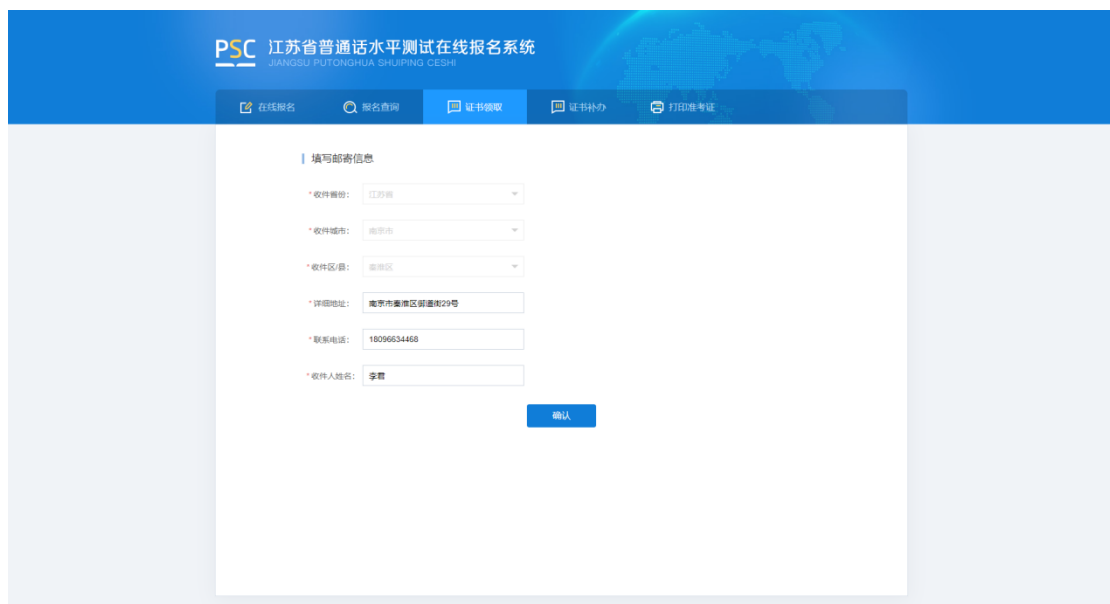 PSC 江苏省普通话水平测试在线报名系统
JIANGSU PUTONGHUA SHUIPING CESHI
在线报名 报名查询 证书领取 证书补办 打印准考证
填写邮寄信息
*收件省份： 江苏省
*收件城市： 南京市
*收件区/县： 秦淮区
*详细地址： 南京市秦淮区御道街29号
*联系电话： 18096634468
*收件人姓名： 李君
确认